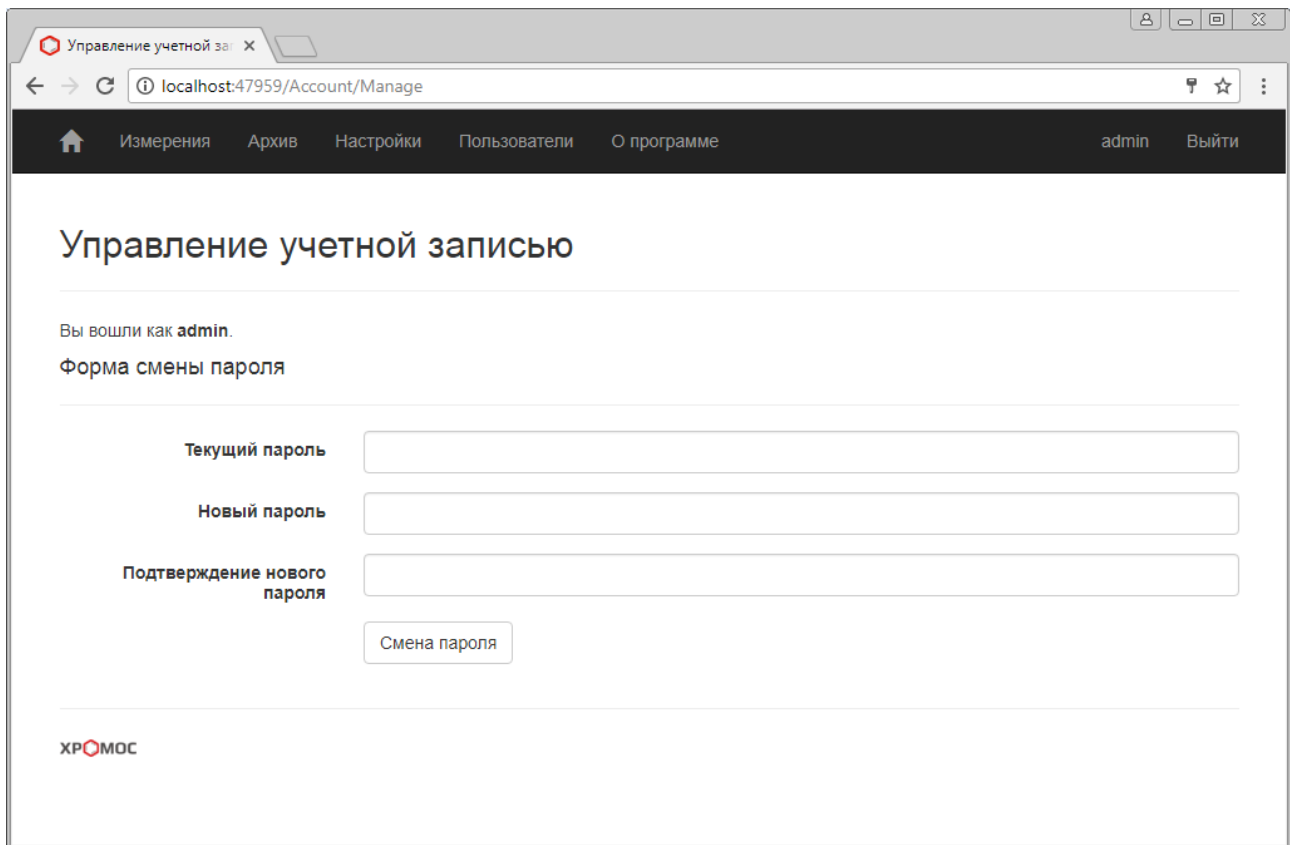 Управление учетной за
localhost:47959/Account/Manage
Измерения Архив Настройки Пользователи О программе admin Выйти
Управление учетной записью
Вы вошли как admin.
Форма смены пароля
Текущий пароль
Новый пароль
Подтверждение нового
пароля
Смена пароля
ХРОМОС